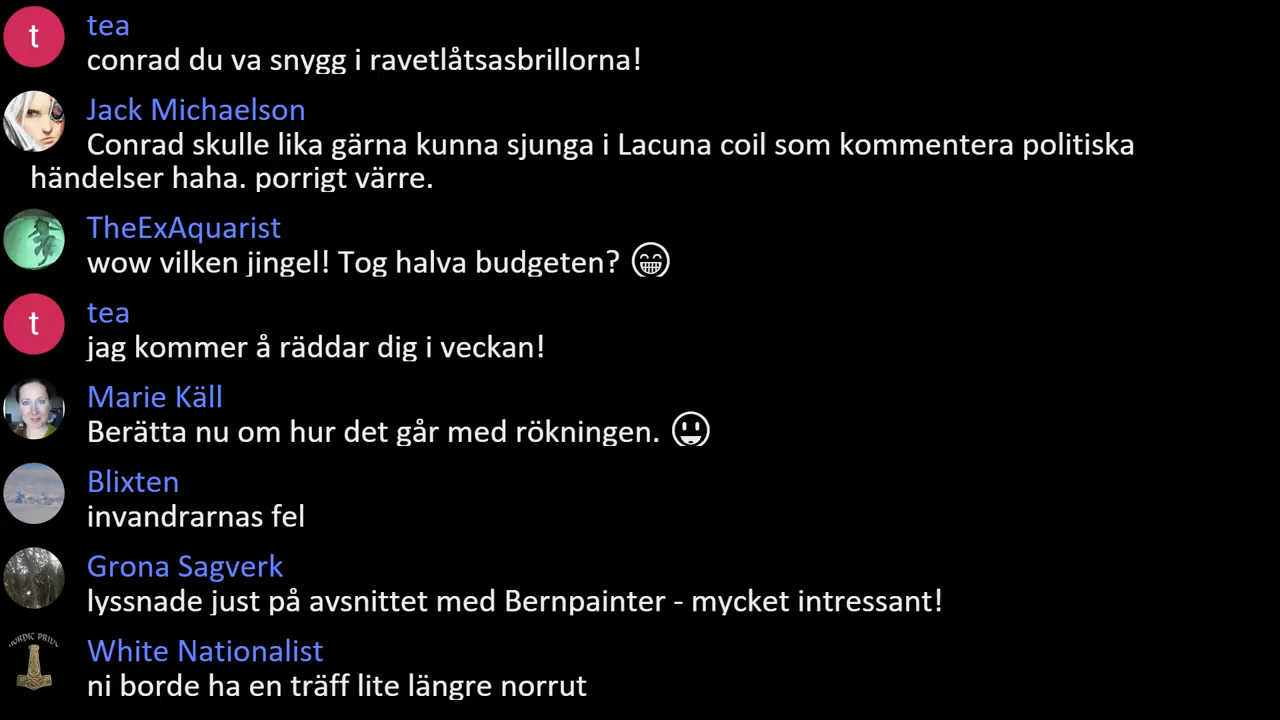 t
tea
conrad du va snygg i ravetlåtsasbrillorna!
Jack Michaelson
Conrad skulle lika gärna kunna sjunga i Lacuna coil som kommentera politiska
händelser haha. porrigt värre.
TheExAquarist
wow vilken jingel! Tog halva budgeten? 😁
t
tea
jag kommer å räddar dig i veckan!
Marie Käll
Berätta nu om hur det går med rökningen. 😃
Blixten
invandrarnas fel
Grona Sagverk
lyssnade just på avsnittet med Bernpainter - mycket intressant!
NORDIC PRIDE
White Nationalist
ni borde ha en träff lite längre norrut